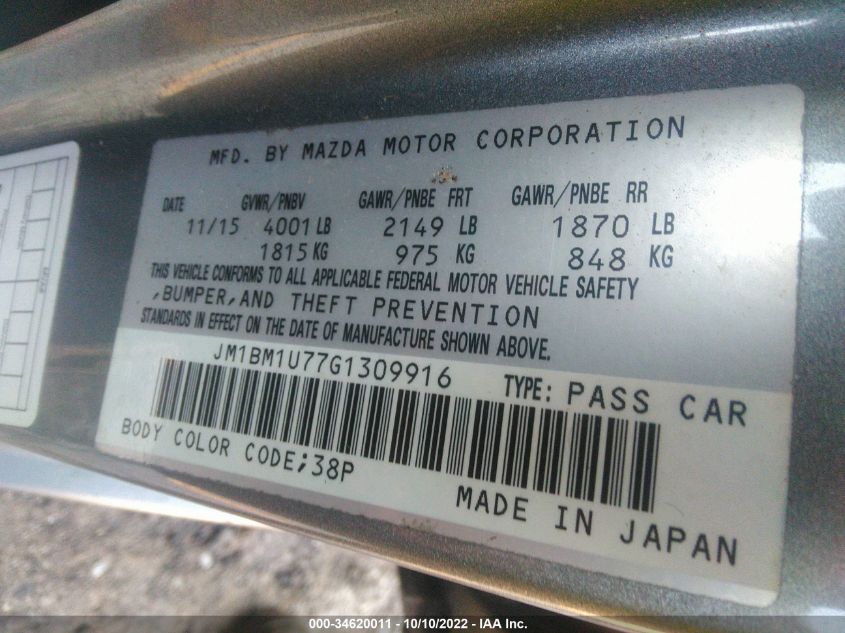 MFD. BY MAZDA MOTOR CORPORATION
DATE GVWR/PNBV GAWR/PNBE FRT GAWR/PNBE RR
11/15 4001 LB 2149 LB 1870 LB
1815 KG 975 KG 848 KG
THIS VEHICLE CONFORMS TO ALL APPLICABLE FEDERAL MOTOR VEHICLE SAFETY
,BUMPER,AND THEFT PREVENTION
STANDARDS IN EFFECT ON THE DATE OF MANUFACTURE SHOWN ABOVE.
JM1BM1U77G1309916 TYPE: PASS CAR
BODY COLOR CODE;38P
MADE IN JAPAN
000-34620011 - 10/10/2022 - IAA Inc.